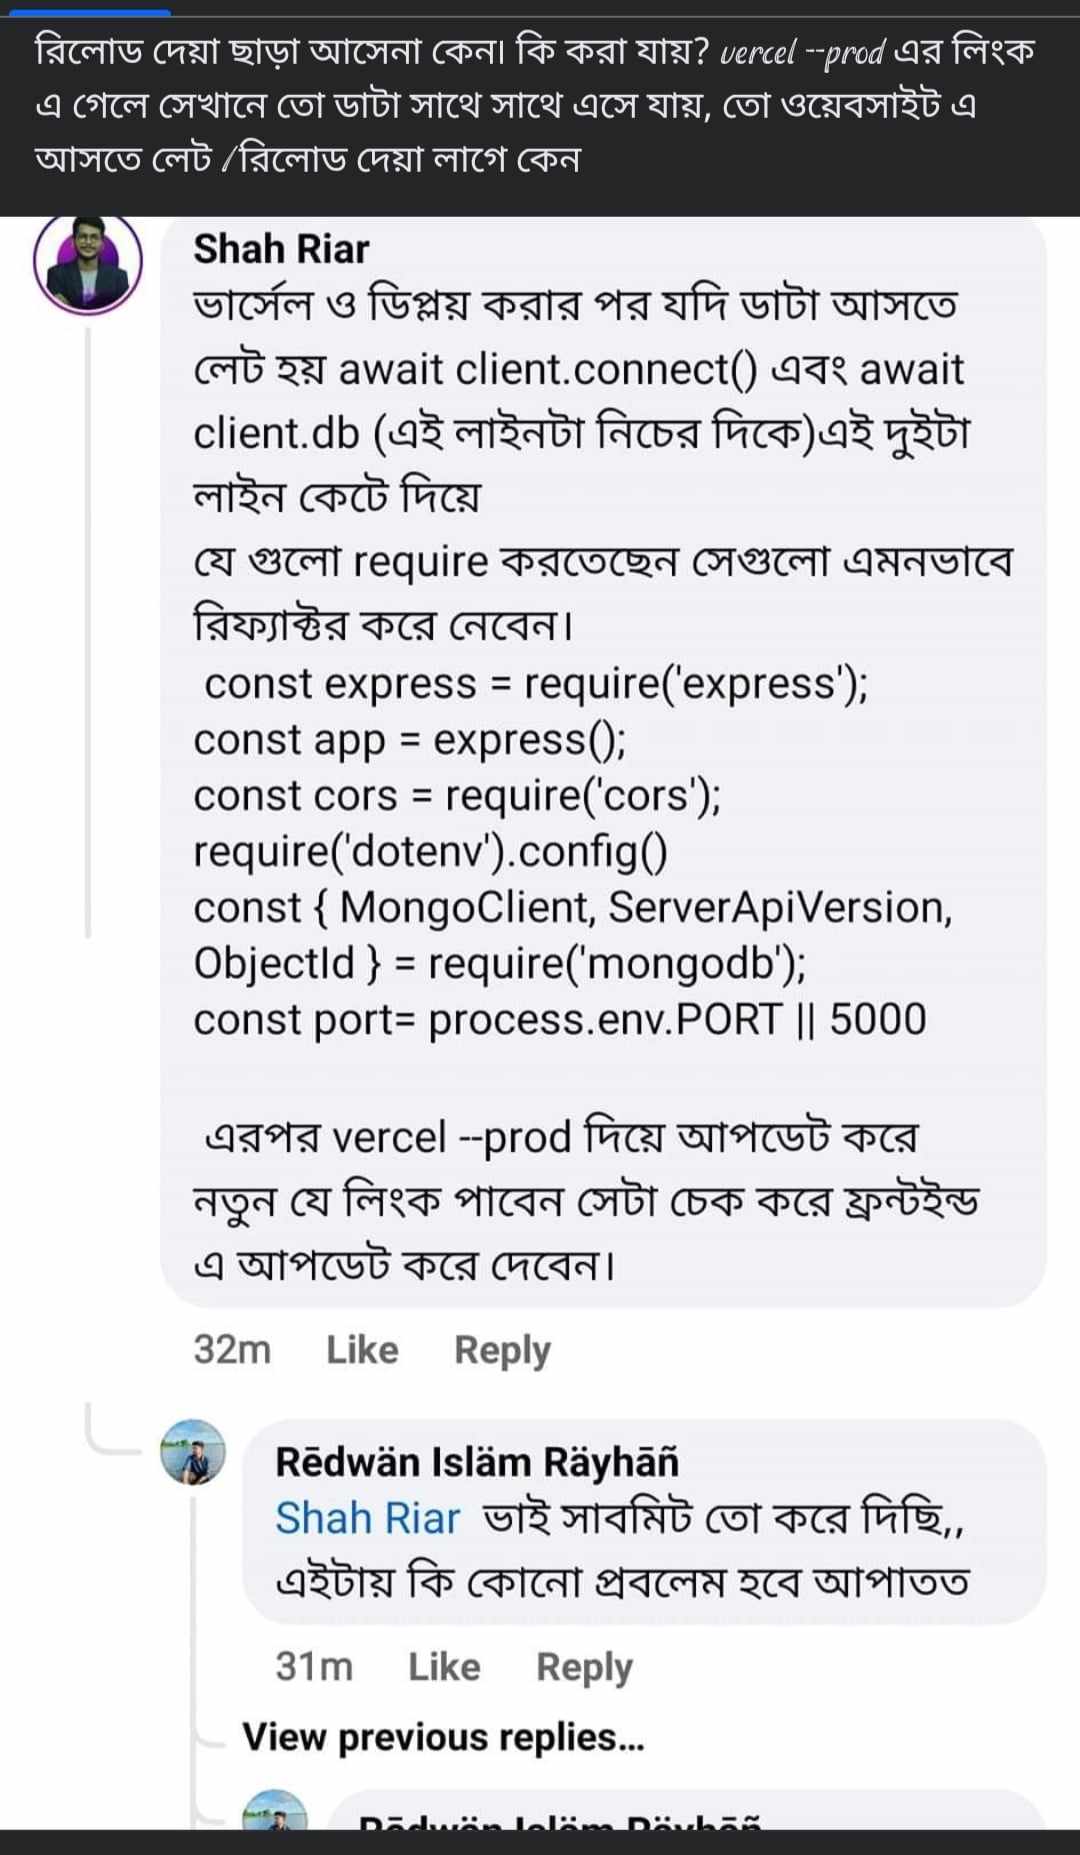 রিলোড দেয়া ছাড়া আসেনা কেন। কি করা যায়? vercel --prod এর লিংক
এ গেলে সেখানে তো ডাটা সাথে সাথে এসে যায়, তো ওয়েবসাইট এ
আসতে লেট /রিলোড দেয়া লাগে কেন
Shah Riar
ভার্সেল ও ডিপ্লয় করার পর যদি ডাটা আসতে
লেট হয় await client.connect() এবং await
client.db (এই লাইনটা নিচের দিকে)এই দুইটা
লাইন কেটে দিয়ে
যে গুলো require করতেছেন সেগুলো এমনভাবে
রিফ্যাক্টর করে নেবেন।
const express = require('express');
const app = express();
const cors = require('cors');
require('dotenv').config()
const { MongoClient, ServerApiVersion,
ObjectId } = require('mongodb');
const port= process.env.PORT || 5000
এরপর vercel --prod দিয়ে আপডেট করে
নতুন যে লিংক পাবেন সেটা চেক করে ফ্রন্টইন্ড
এ আপডেট করে দেবেন।
32m Like Reply
Rēdwän Isläm Räyhāñ
Shah Riar ভাই সাবমিট তো করে দিছি,,
এইটায় কি কোনো প্রবলেম হবে আপাতত
31m Like Reply
View previous replies...
Rēdwän Isläm Räyhāñ